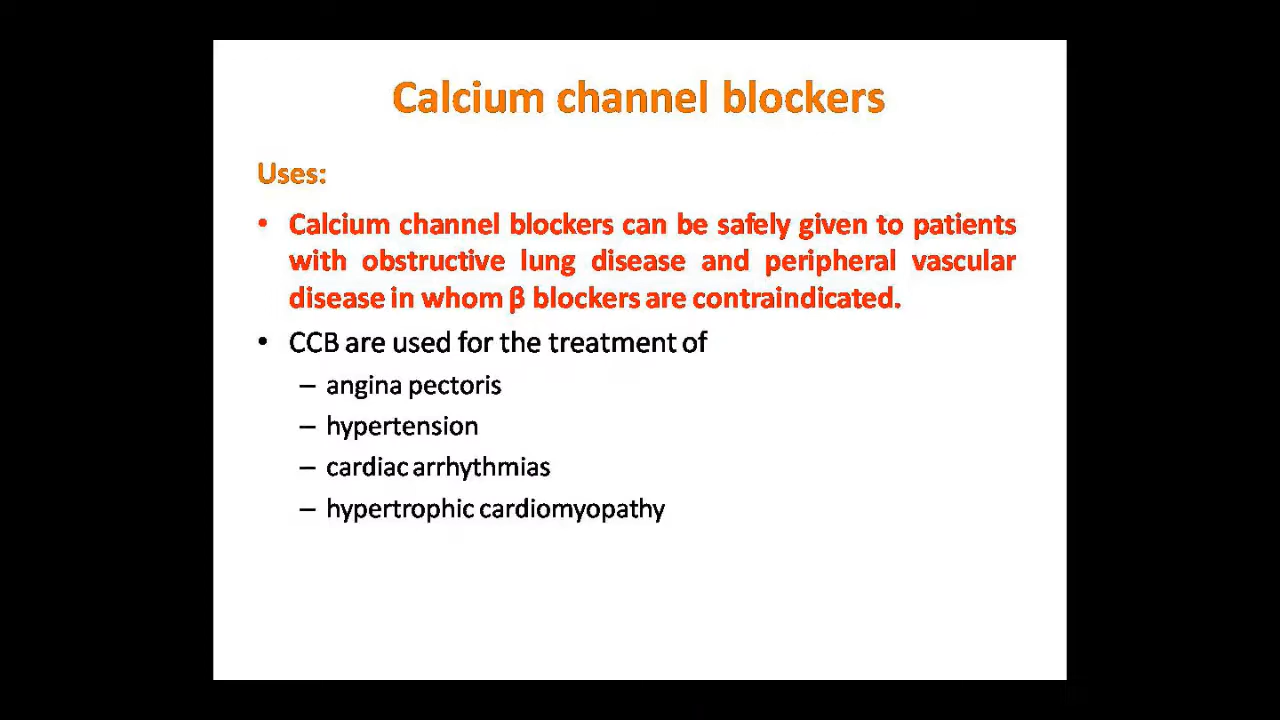 Calcium channel blockers
Uses:
• Calcium channel blockers can be safely given to patients
with obstructive lung disease and peripheral vascular
disease in whom β blockers are contraindicated.
• CCB are used for the treatment of
– angina pectoris
– hypertension
– cardiac arrhythmias
– hypertrophic cardiomyopathy